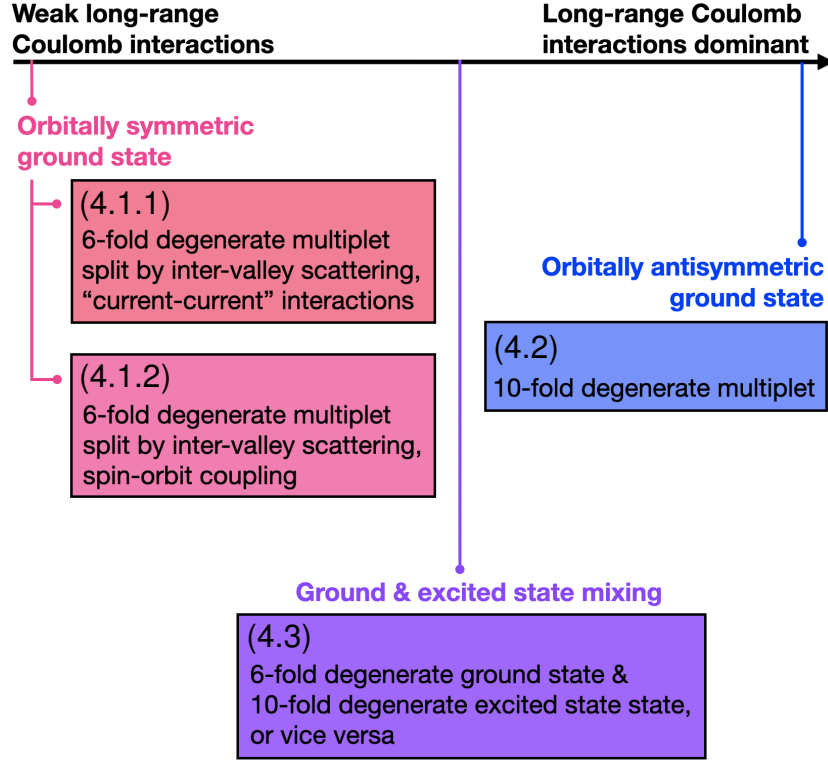 Weak long-range
Coulomb interactions
Long-range Coulomb
interactions dominant
Orbitally symmetric
ground state
(4.1.1)
6-fold degenerate multiplet
split by inter-valley scattering,
“current-current” interactions
(4.1.2)
6-fold degenerate multiplet
split by inter-valley scattering,
spin-orbit coupling
Orbitally antisymmetric
ground state
(4.2)
10-fold degenerate multiplet
Ground & excited state mixing
(4.3)
6-fold degenerate ground state &
10-fold degenerate excited state state,
or vice versa